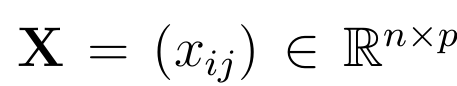 𝐗 = (x_{ij}) ∈ ℝ^{n×p}